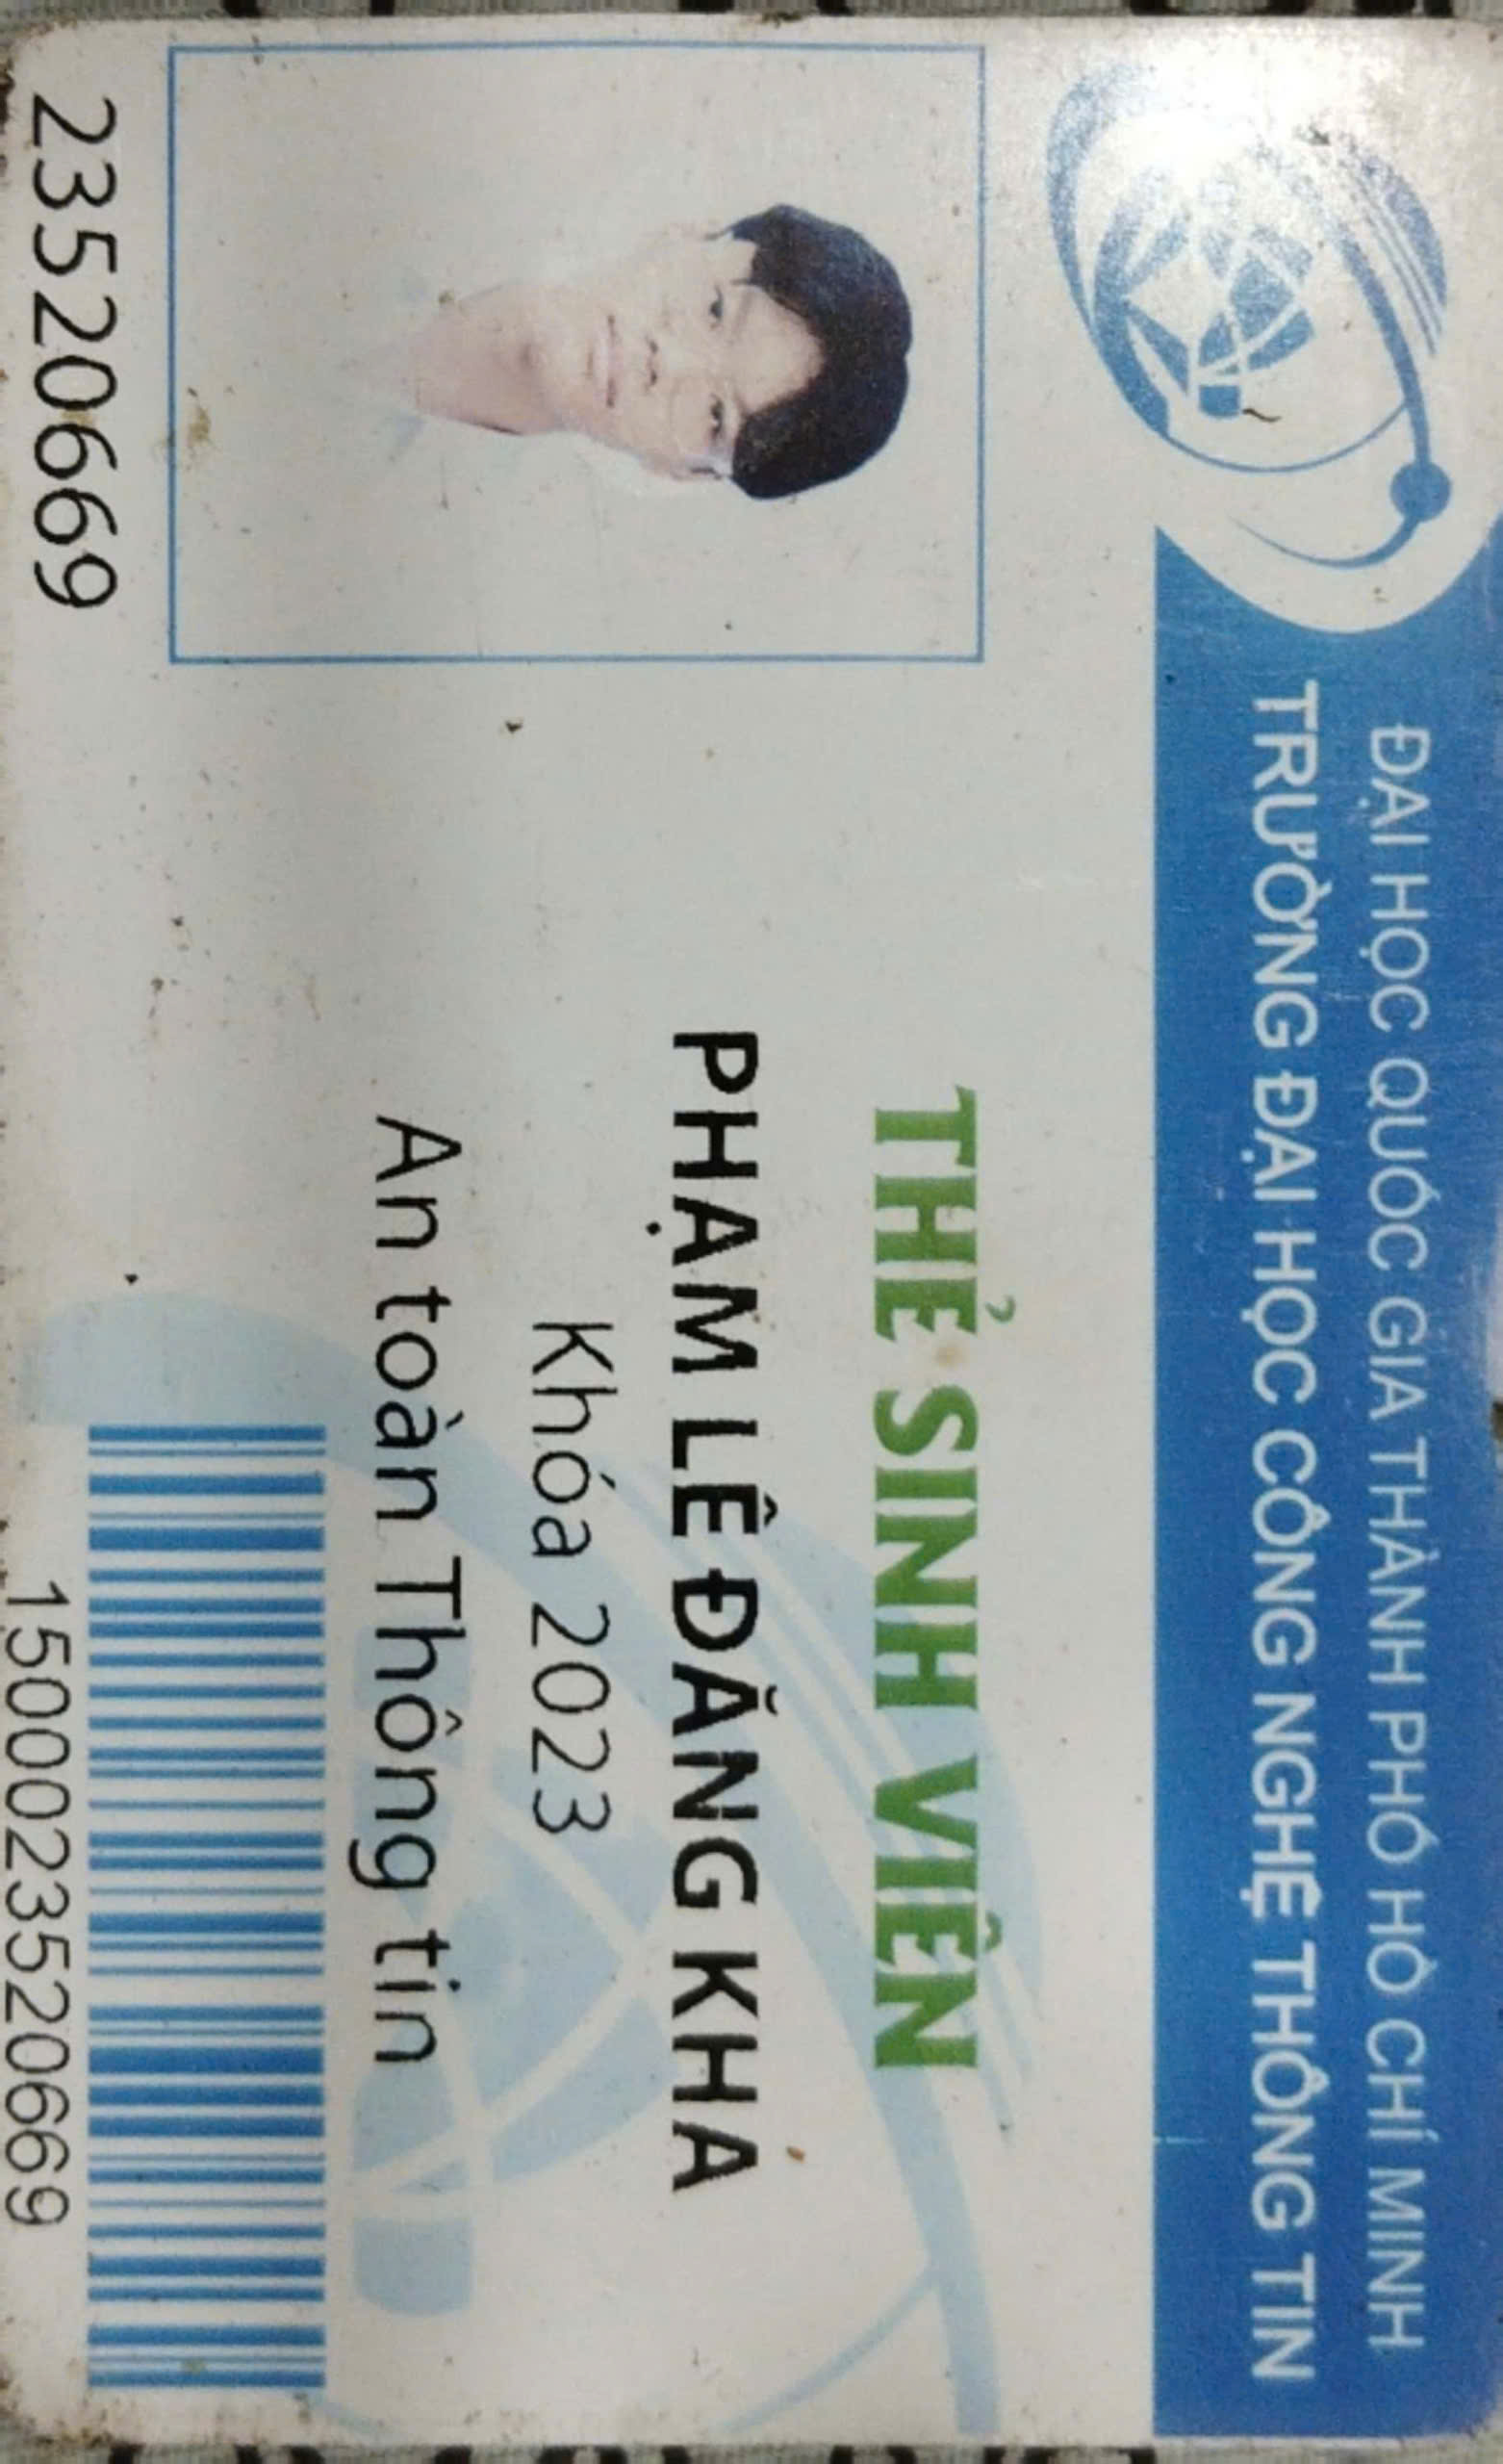 ĐẠI HỌC QUỐC GIA THÀNH PHỐ HỒ CHÍ MINH
TRƯỜNG ĐẠI HỌC CÔNG NGHỆ THÔNG TIN
THẺ SINH VIÊN
PHẠM LÊ ĐĂNG KHA
Khóa 2023
An toàn Thông tin
23520669
1500023520669